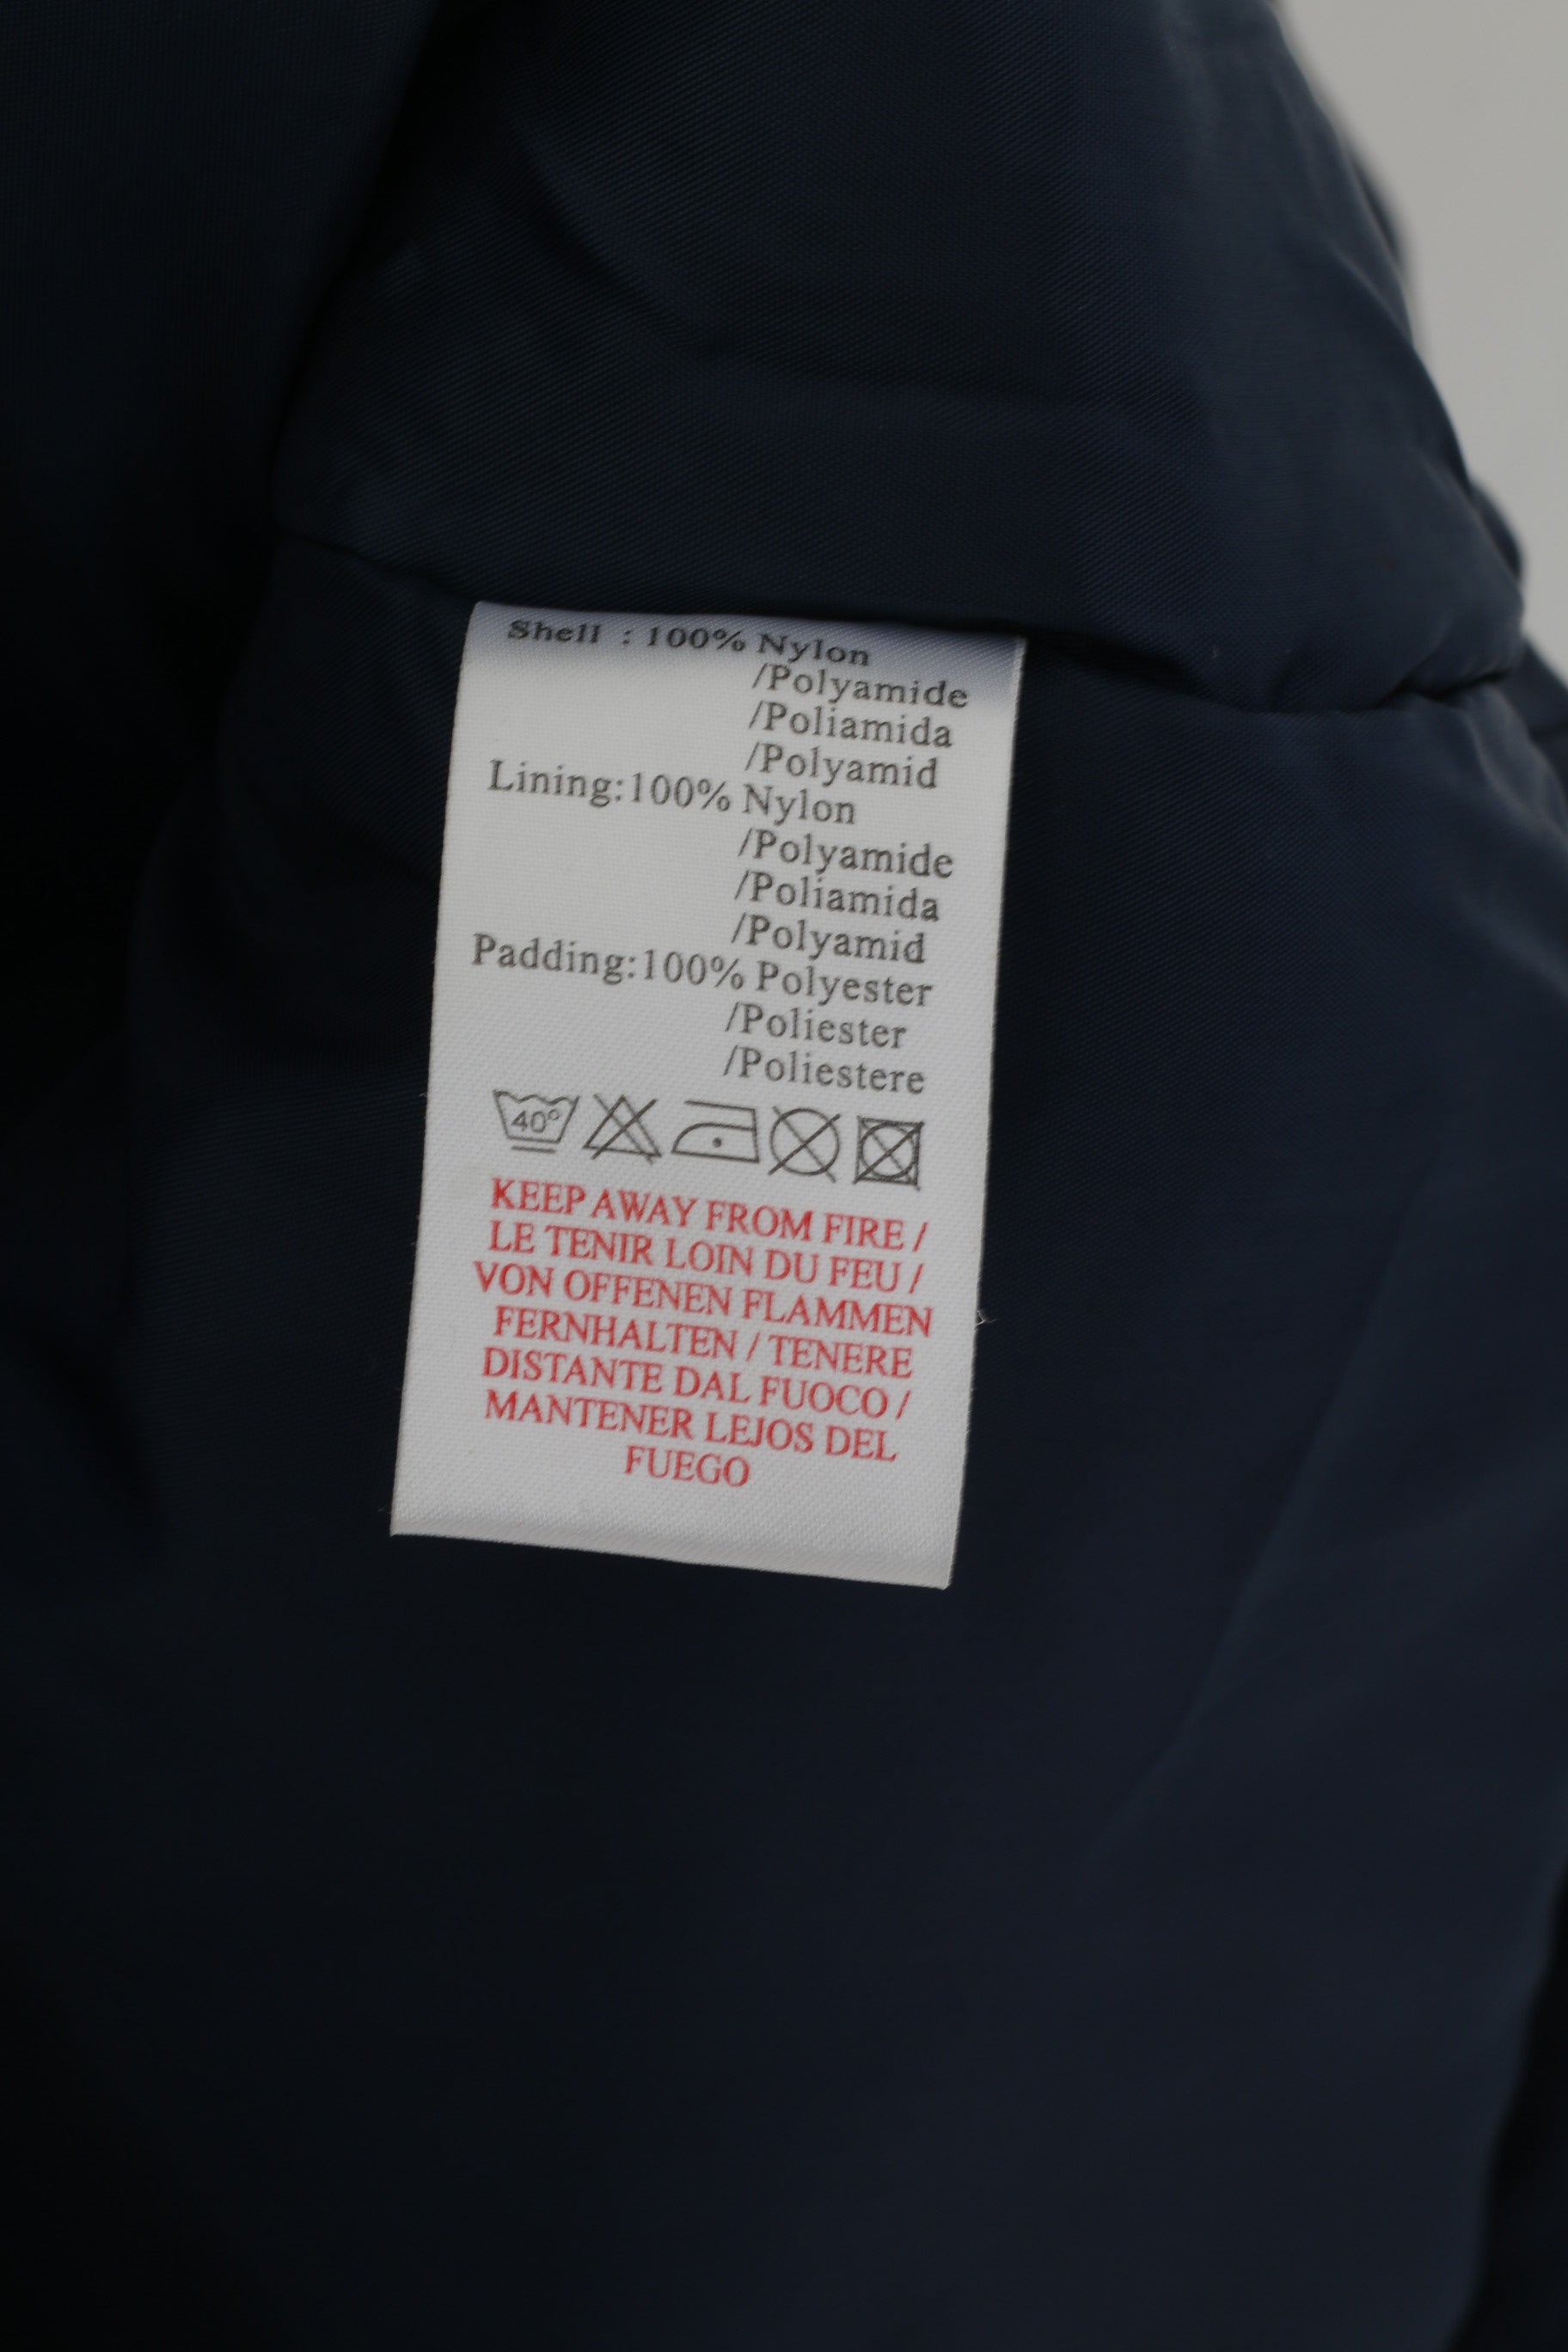 Shell : 100% Nylon
/Polyamide
/Poliamida
/Polyamid
Lining:100% Nylon
/Polyamide
/Poliamida
/Polyamid
Padding:100% Polyester
/Poliester
/Poliestere
40°
KEEP AWAY FROM FIRE /
LE TENIR LOIN DU FEU /
VON OFFENEN FLAMMEN
FERNHALTEN / TENERE
DISTANTE DAL FUOCO /
MANTENER LEJOS DEL
FUEGO